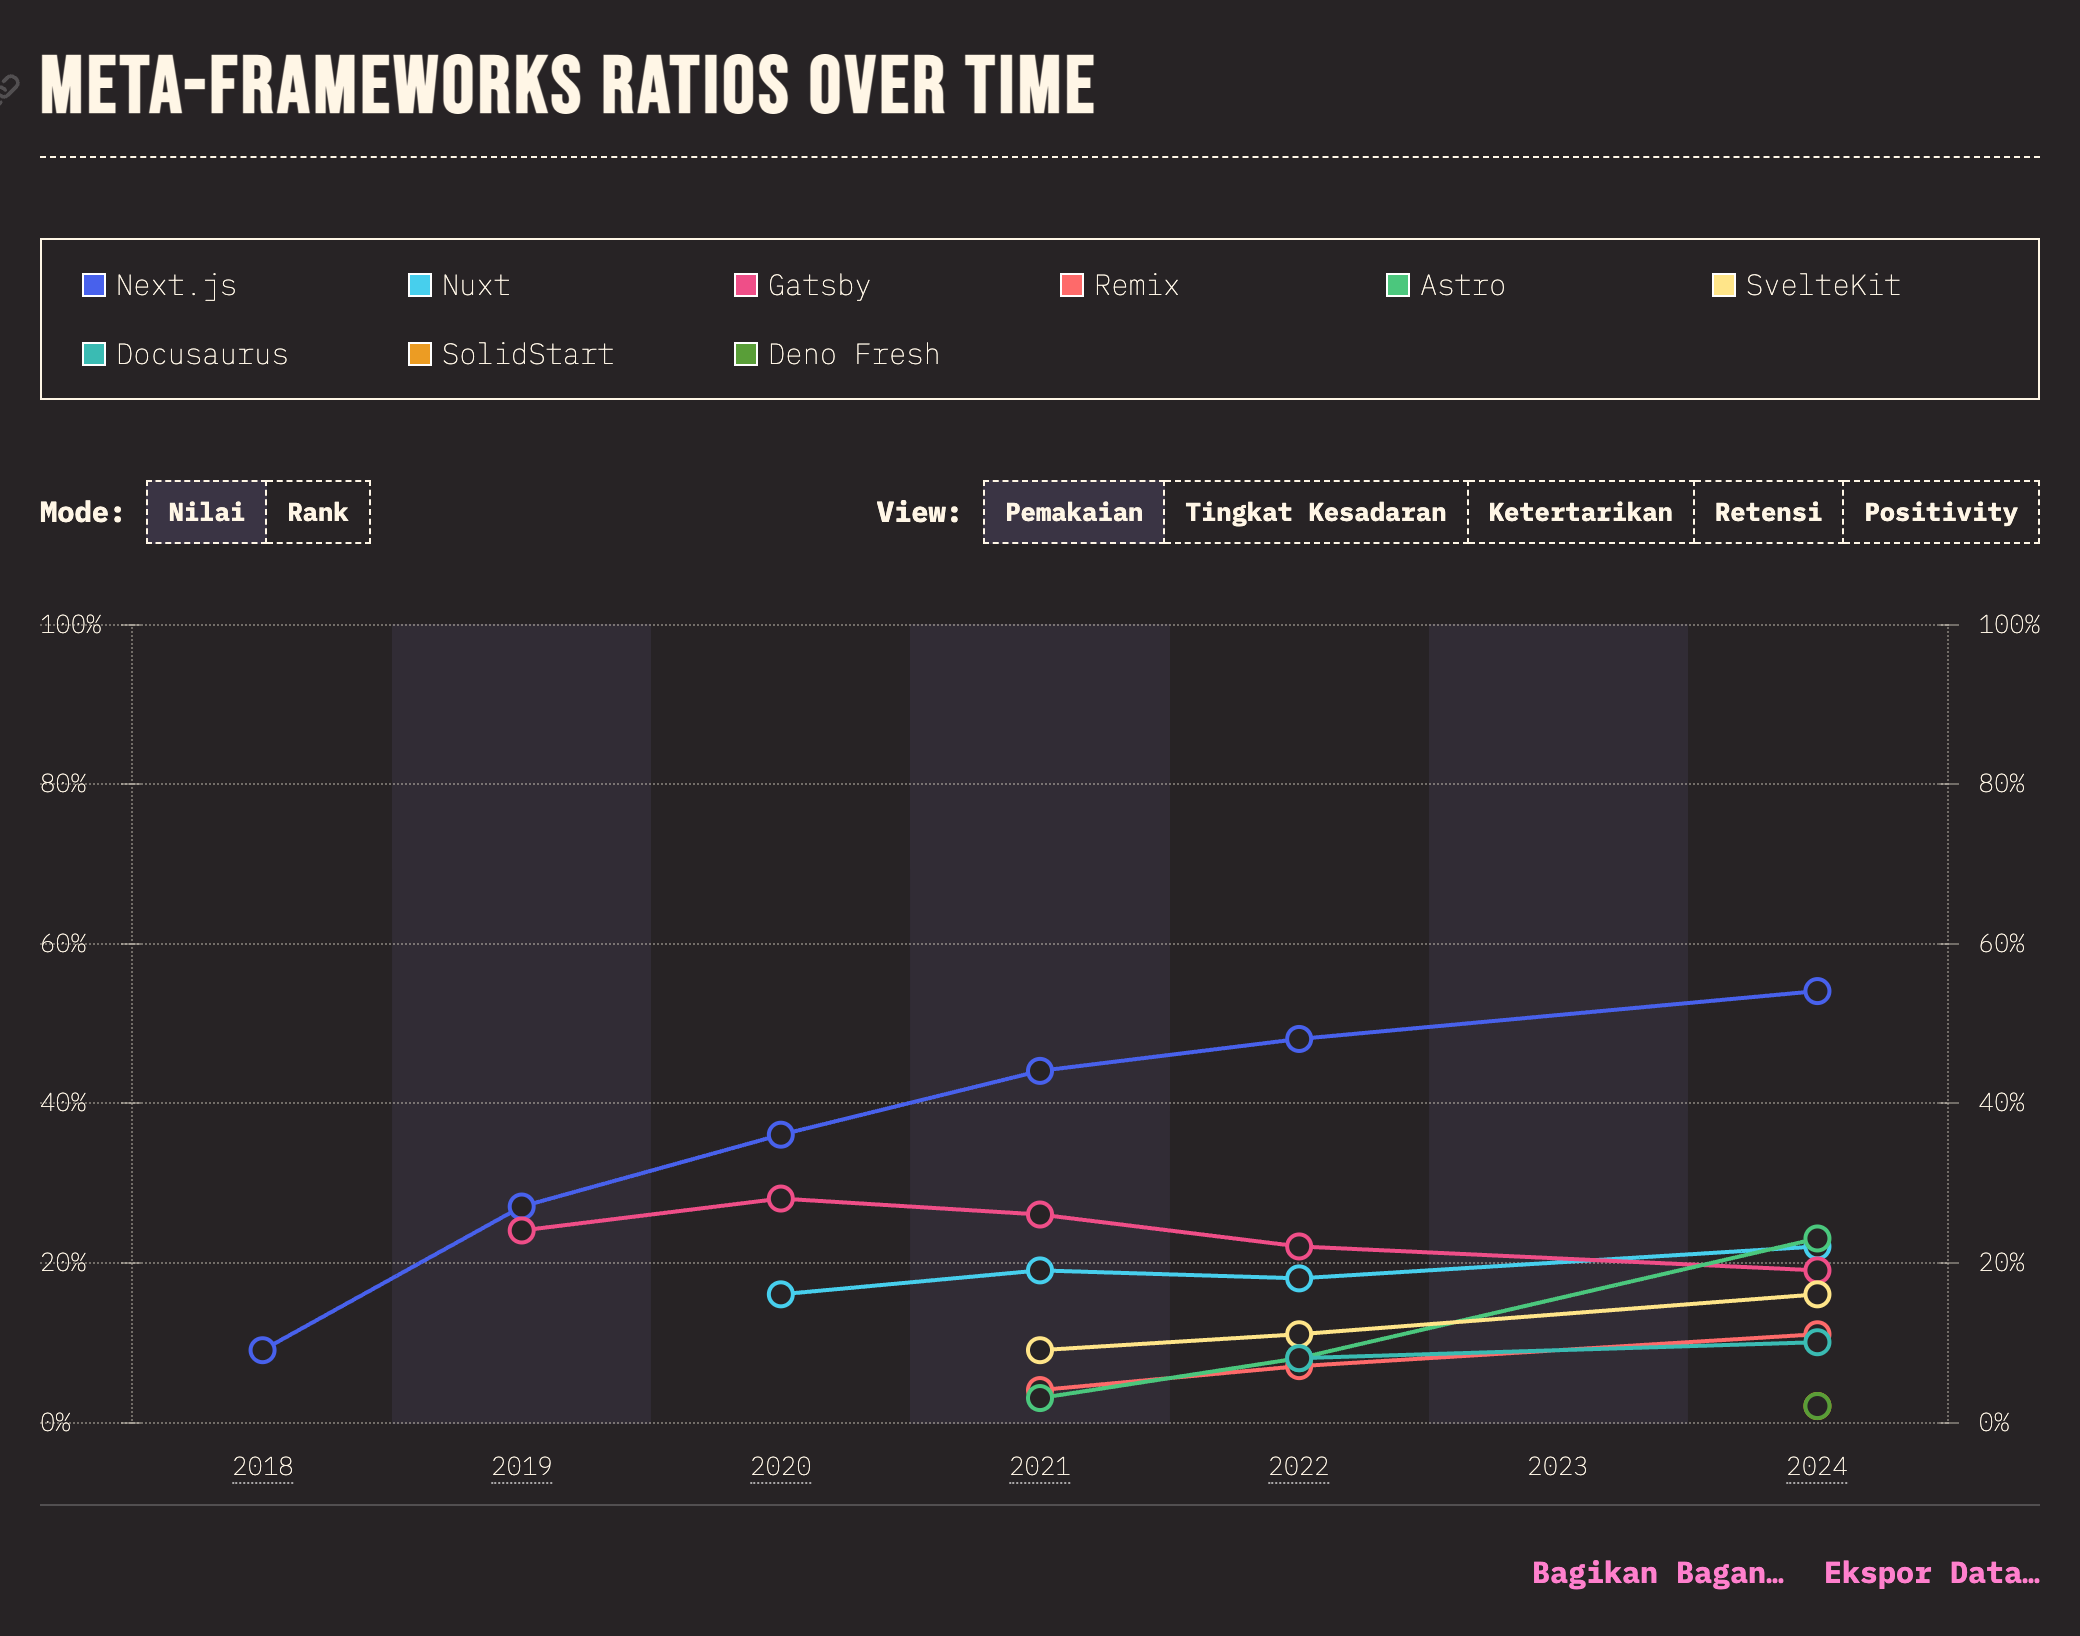 META-FRAMEWORKS RATIOS OVER TIME
Next.js Nuxt Gatsby Remix Astro SvelteKit
Docusaurus SolidStart Deno Fresh
Mode: Nilai Rank View: Pemakaian Tingkat Kesadaran Ketertarikan Retensi Positivity
100% 100%
80% 80%
60% 60%
40% 40%
20% 20%
0% 0%
2018 2019 2020 2021 2022 2023 2024
Bagikan Bagan… Ekspor Data…